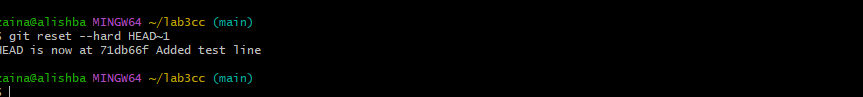 zaina@alishba MINGW64 ~/lab3cc (main)
$ git reset --hard HEAD~1
HEAD is now at 71db66f Added test line
zaina@alishba MINGW64 ~/lab3cc (main)
$